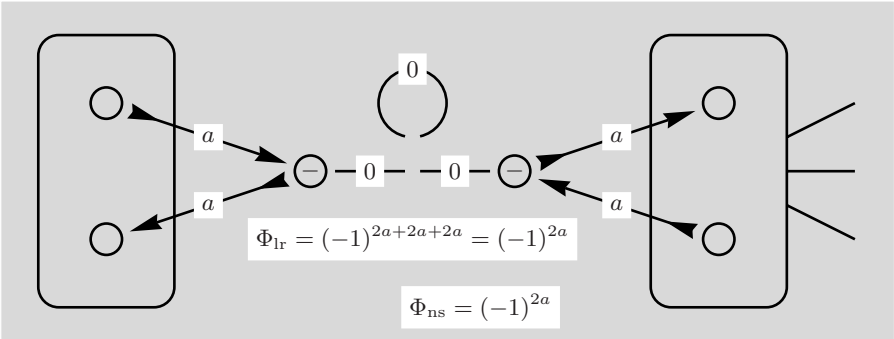 0
a a
− 0 0 −
a a
Φ_lr = (−1)^{2a+2a+2a} = (−1)^{2a}
Φ_ns = (−1)^{2a}